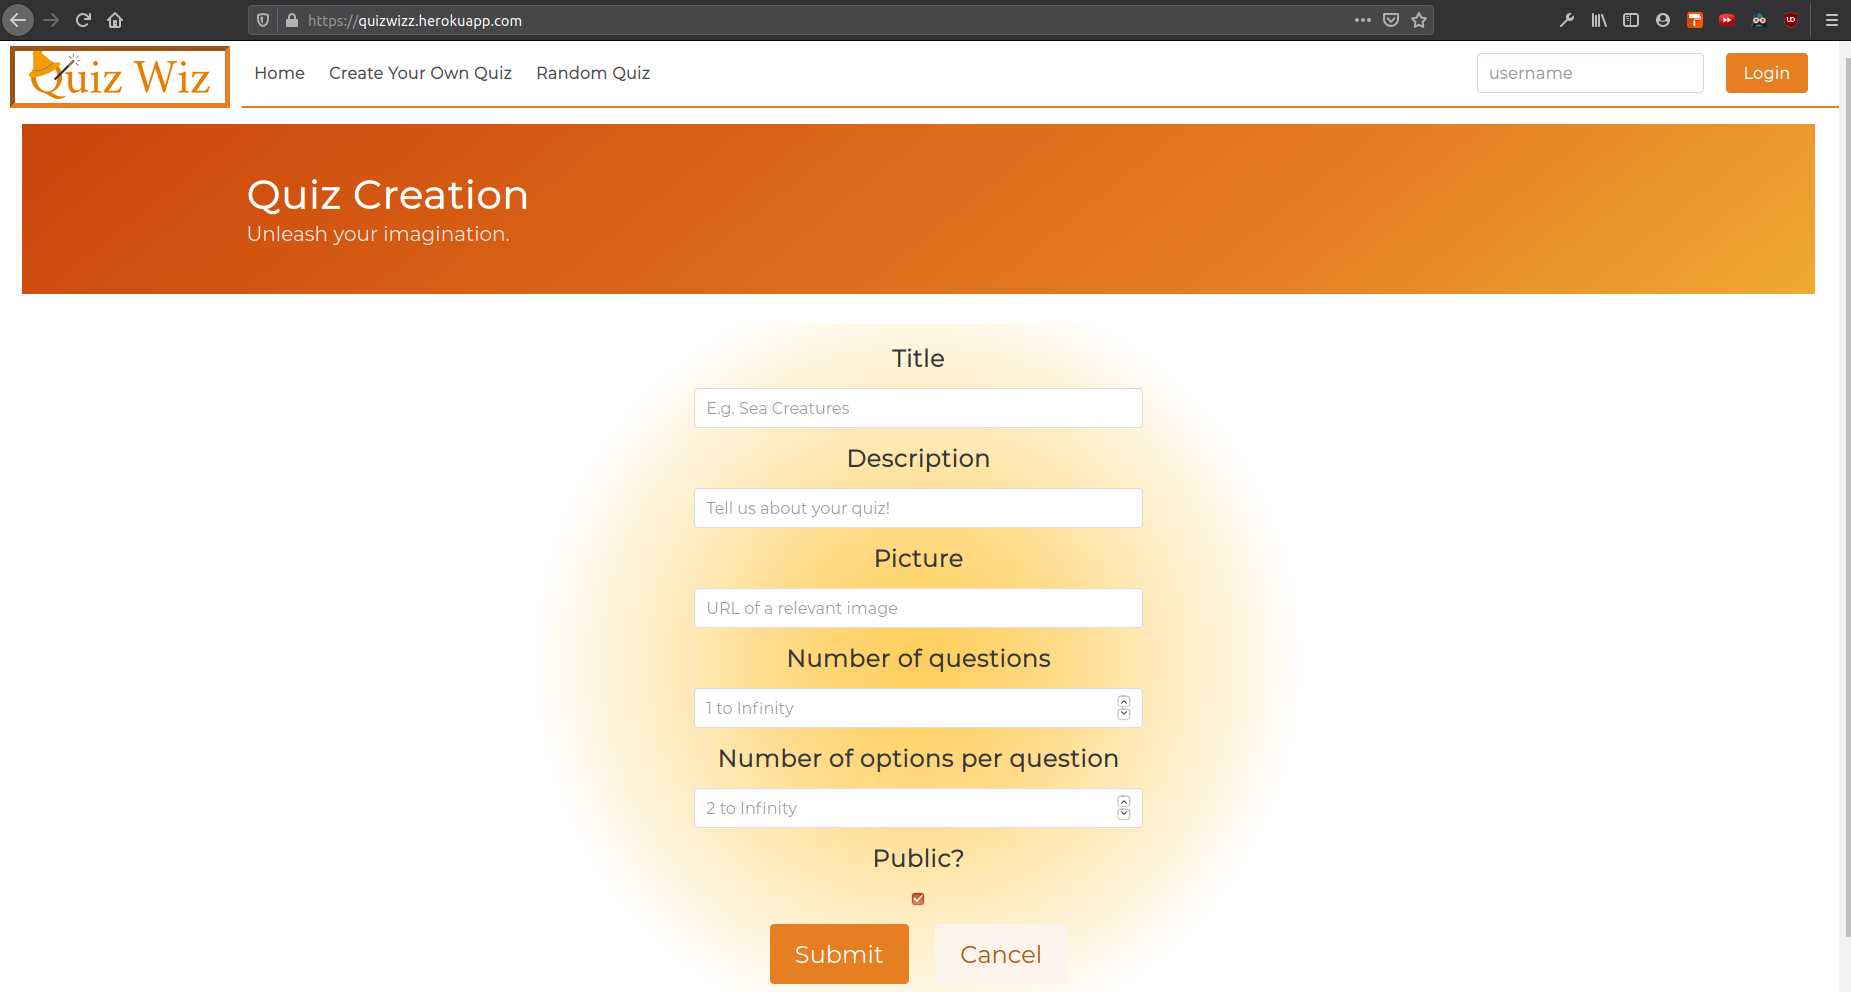 https://quizwizz.herokuapp.com
Quiz Wiz
Home
Create Your Own Quiz
Random Quiz
username
Login
Quiz Creation
Unleash your imagination.
Title
E.g. Sea Creatures
Description
Tell us about your quiz!
Picture
URL of a relevant image
Number of questions
1 to Infinity
Number of options per question
2 to Infinity
Public?
Submit
Cancel